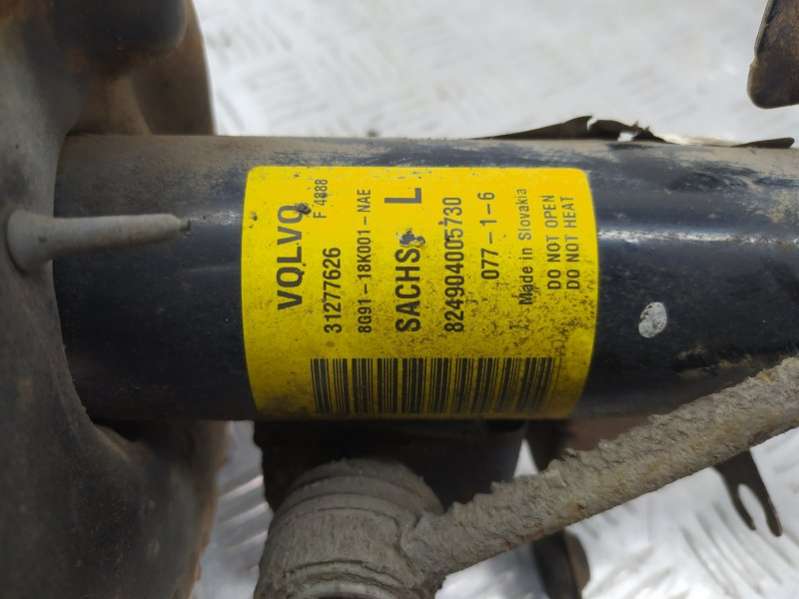 VOLVO
F 4888
31277626
8G91-18K001-NAE
SACHS L
824904005730
077-1-6
Made in Slovakia
DO NOT OPEN
DO NOT HEAT